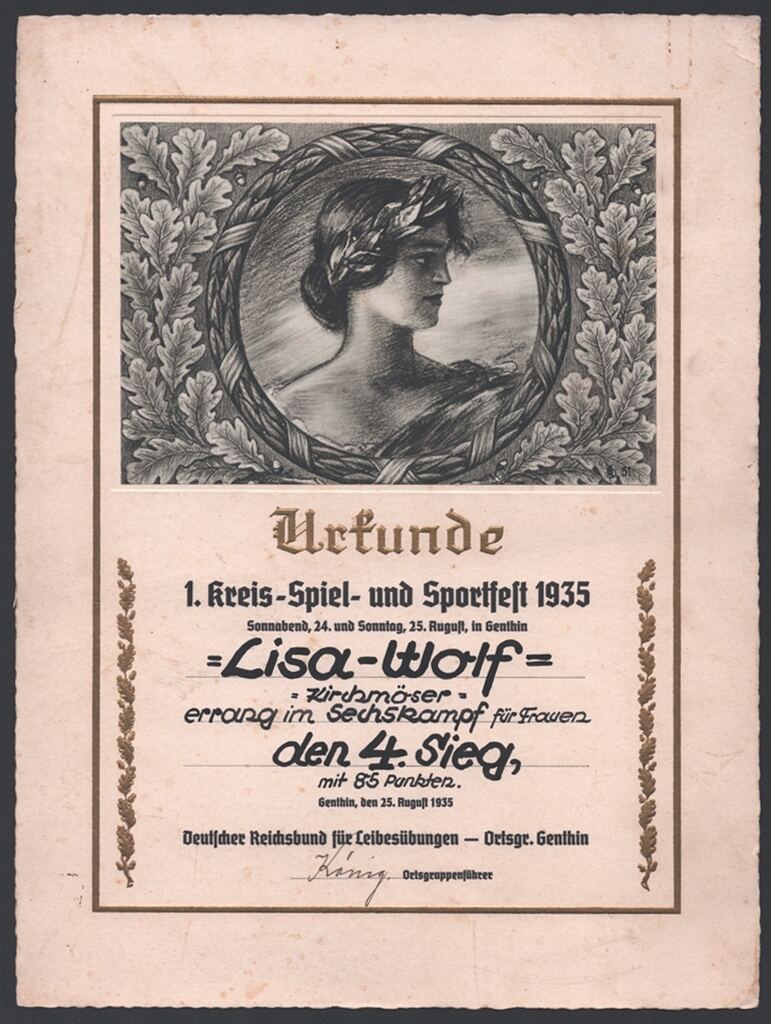 Urkunde
1. Kreis-Spiel- und Sportfest 1935
Sonnabend, 24. und Sonntag, 25. August, in Genthin
=Lisa-Wolf=
= Kirchmöser =
errang im Sechskampf für Frauen
den 4. Sieg,
mit 85 Punkten.
Genthin, den 25. August 1935
Deutscher Reichsbund für Leibesübungen — Ortsgr. Genthin
König. Ortsgruppenführer